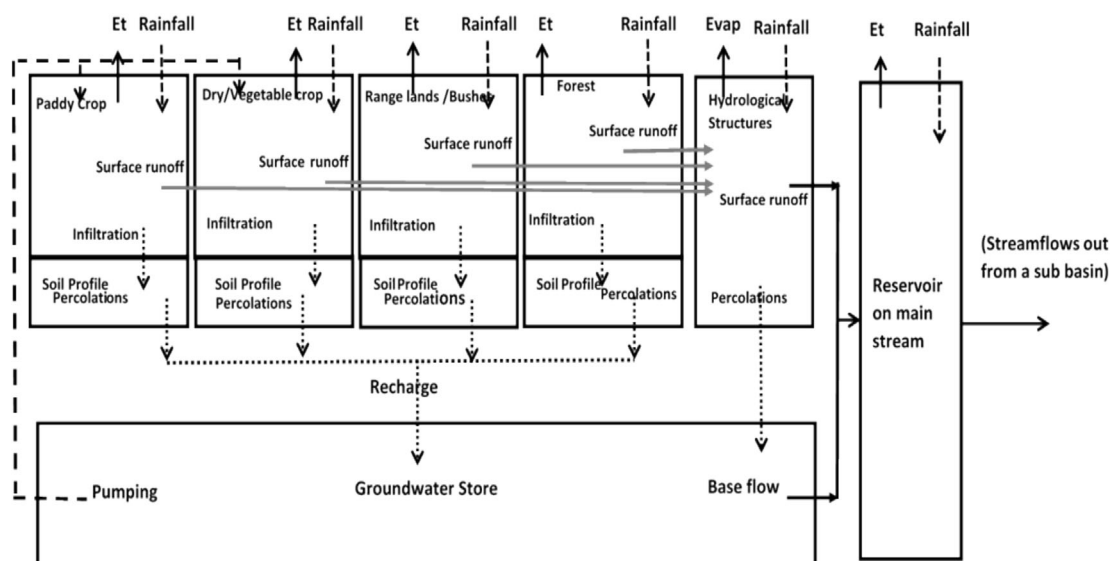 Et Rainfall Et Rainfall Et Rainfall Et Rainfall Evap Rainfall Et Rainfall
Paddy Crop
Dry/Vegetable crop
Range lands /Bushes
Forest
Hydrological
Structures
Surface runoff
Surface runoff
Surface runoff
Surface runoff
Surface runoff
Infiltration
Infiltration
Infiltration
Infiltration
Soil Profile
Percolations
Soil Profile
Percolations
Soil Profile
Percolations
Soil Profile
Percolations
Percolations
Recharge
Pumping
Groundwater Store
Base flow
Reservoir
on main
stream
(Streamflows out
from a sub basin)